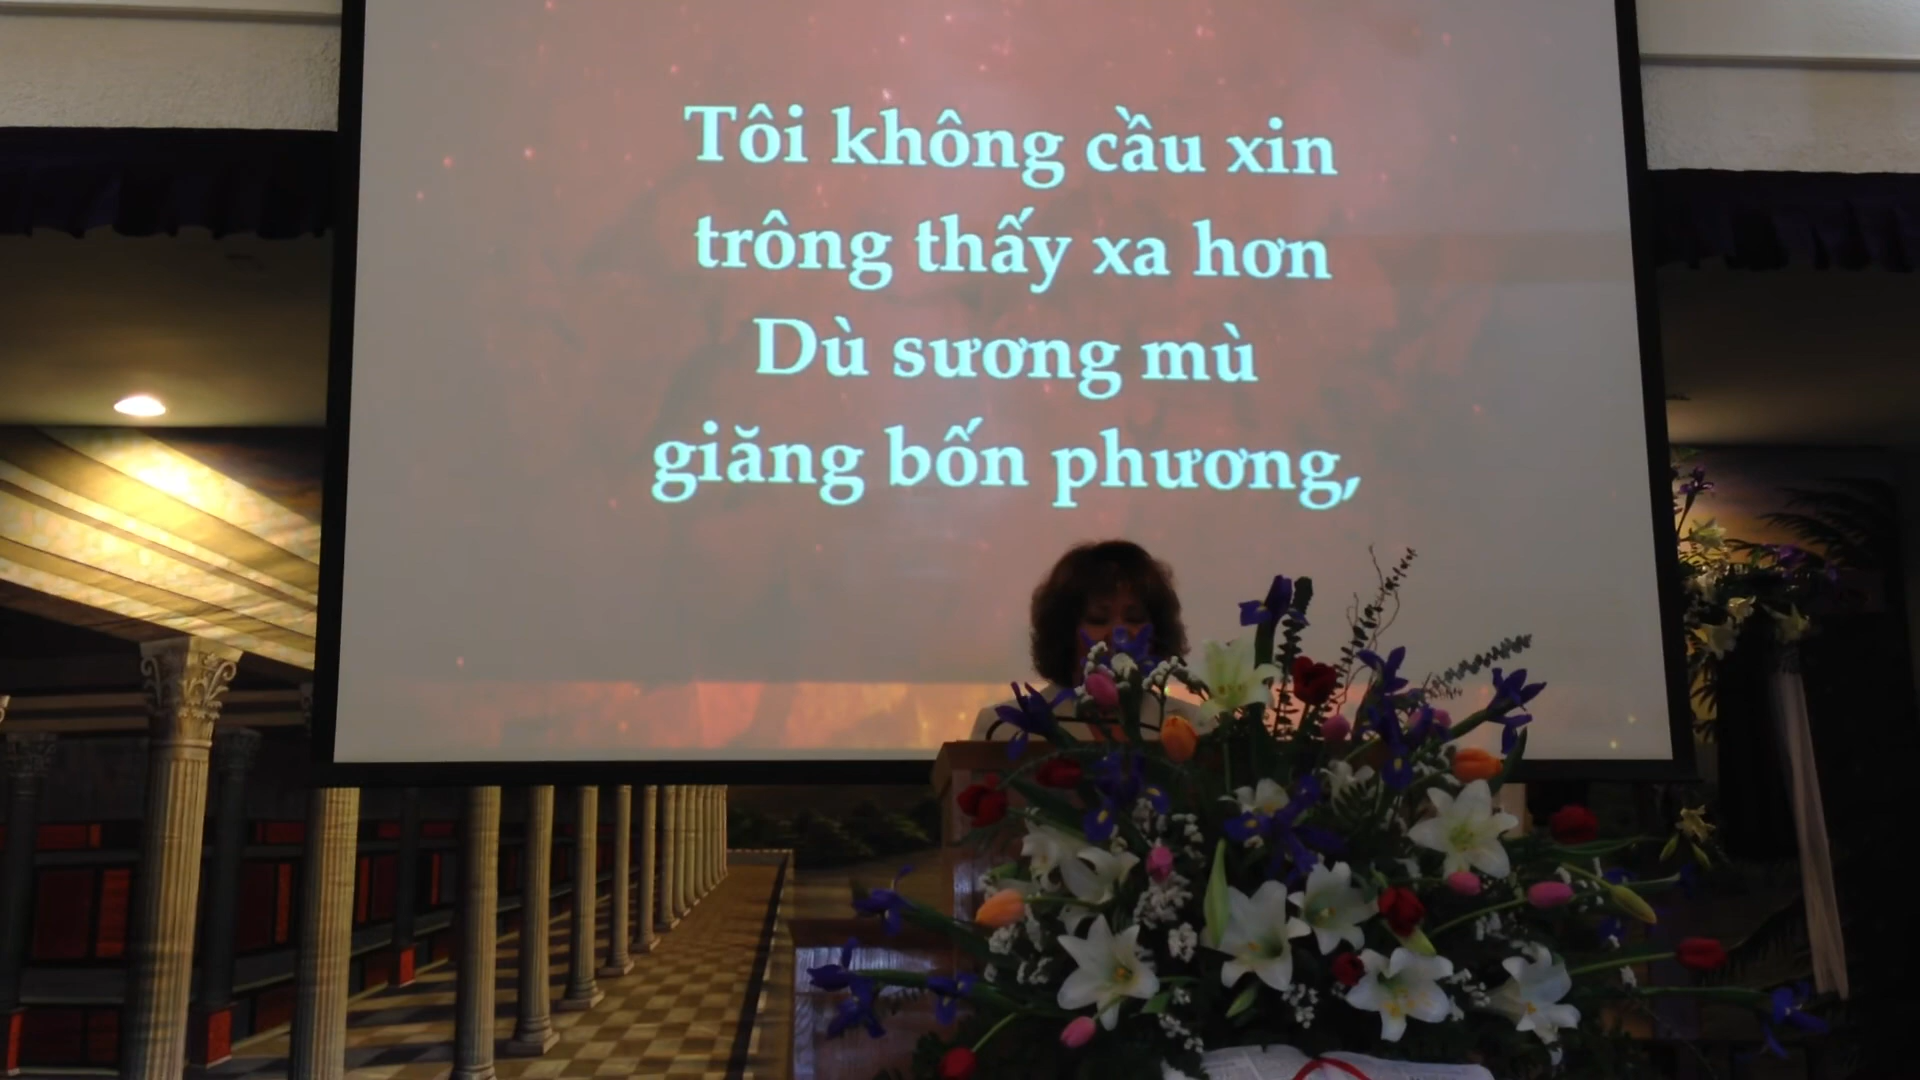 Tôi không cầu xin
trông thấy xa hơn
Dù sương mù
giăng bốn phương,